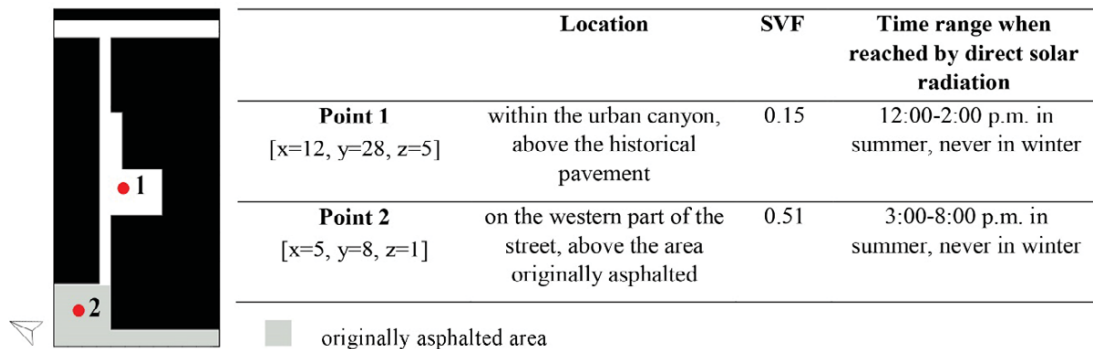 Location SVF Time range when
reached by direct solar
radiation
Point 1 within the urban canyon, 0.15 12:00-2:00 p.m. in
[x=12, y=28, z=5] above the historical summer, never in winter
pavement
Point 2 on the western part of the 0.51 3:00-8:00 p.m. in
[x=5, y=8, z=1] street, above the area summer, never in winter
originally asphalted
1
2
originally asphalted area